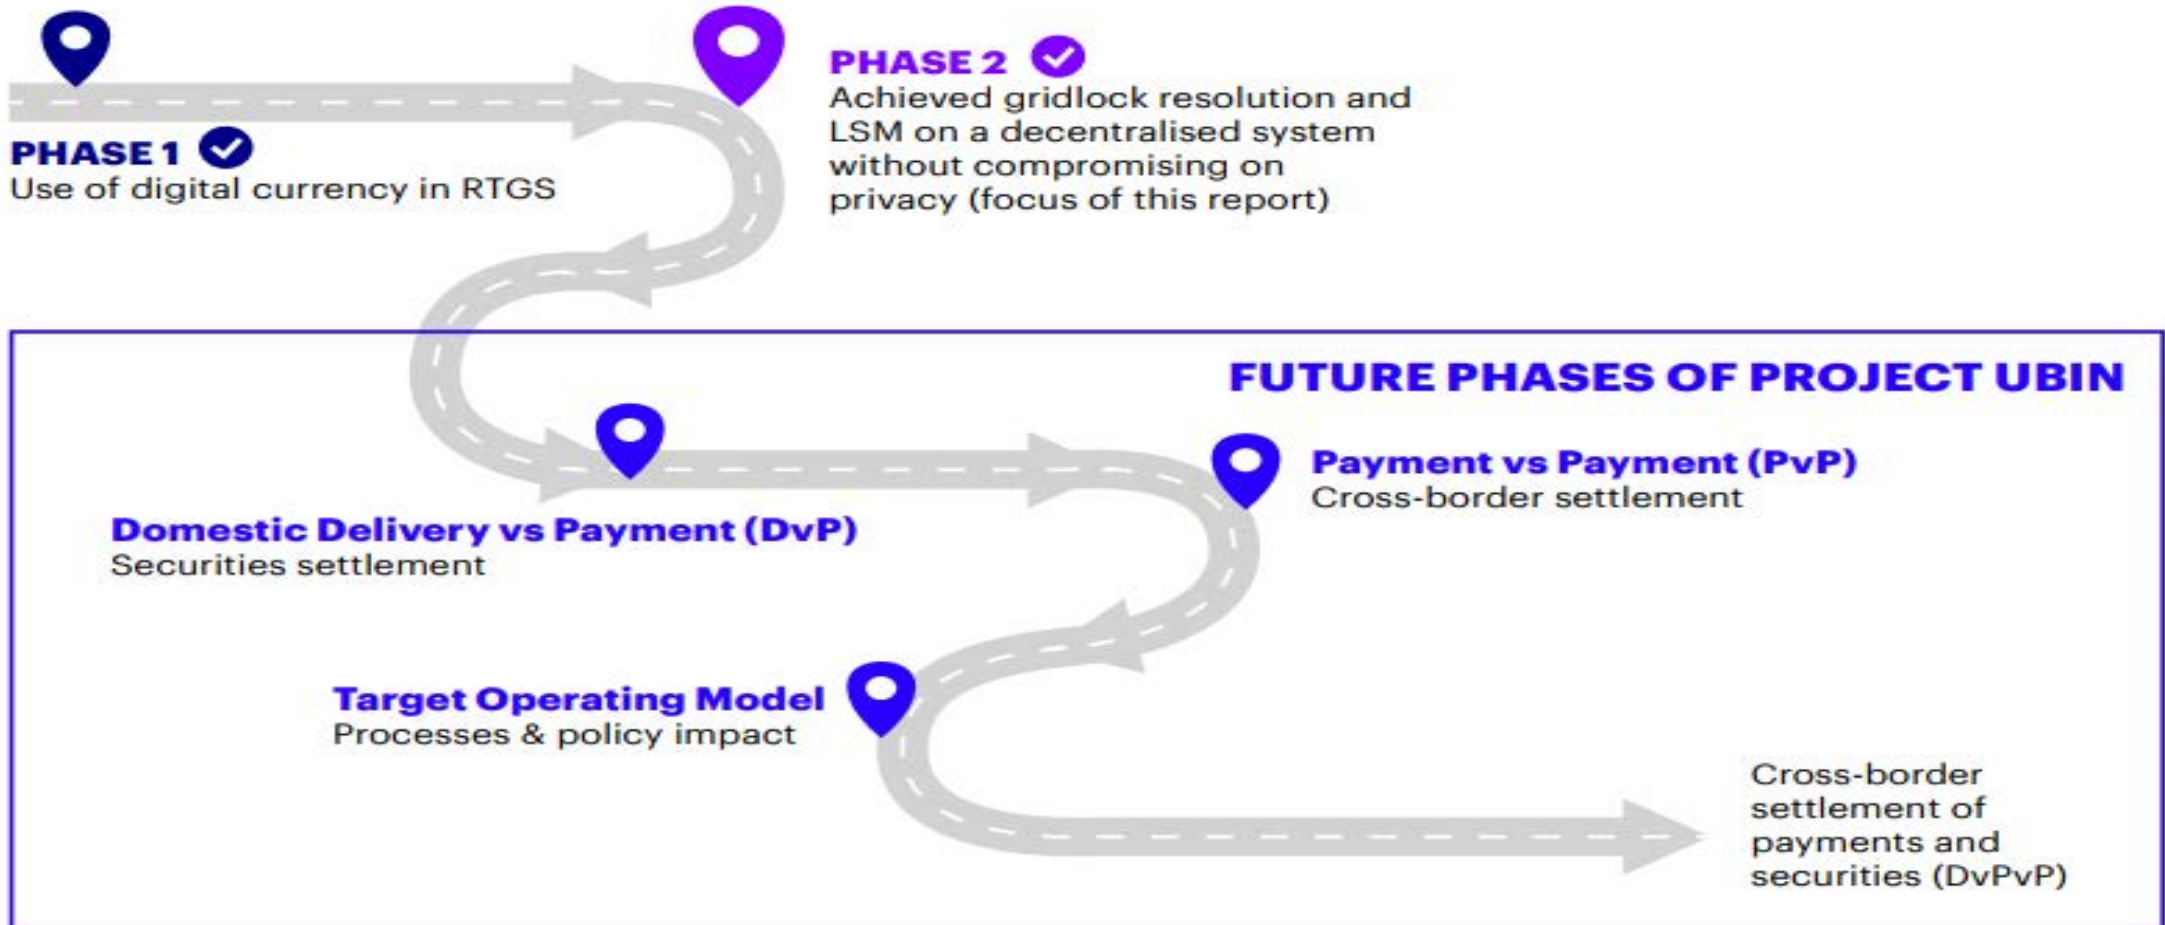 PHASE 1
Use of digital currency in RTGS
PHASE 2
Achieved gridlock resolution and
LSM on a decentralised system
without compromising on
privacy (focus of this report)
FUTURE PHASES OF PROJECT UBIN
Domestic Delivery vs Payment (DvP)
Securities settlement
Payment vs Payment (PvP)
Cross-border settlement
Target Operating Model
Processes & policy impact
Cross-border
settlement of
payments and
securities (DvPvP)